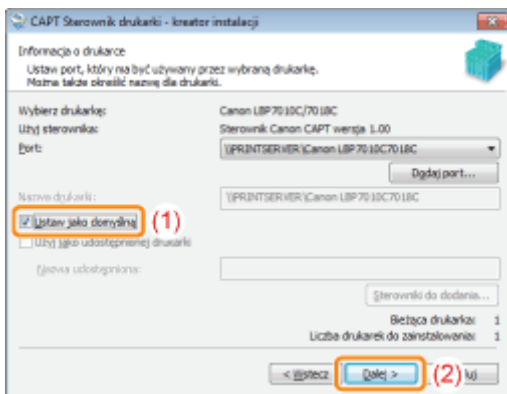 CAPT Sterownik drukarki - kreator instalacji
Informacja o drukarce
Ustaw port, który ma być używany przez wybraną drukarkę.
Można także określić nazwę dla drukarki.
Wybierz drukarkę: Canon LBP7010C/7018C
Użyj sterownika: Sterownik Canon CAPT wersja 1.00
Port: \\PRINTSERVER\Canon LBP7010C7018C
Dodaj port...
Nazwa drukarki: \\PRINTSERVER\Canon LBP7010C7018C
Ustaw jako domyślną (1)
Użyj jako udostępnionej drukarki
Nazwa udostępniona:
Sterowniki do dodania...
Bieżąca drukarka: 1
Liczba drukarek do zainstalowania: 1
< Wstecz Dalej > (2) luj